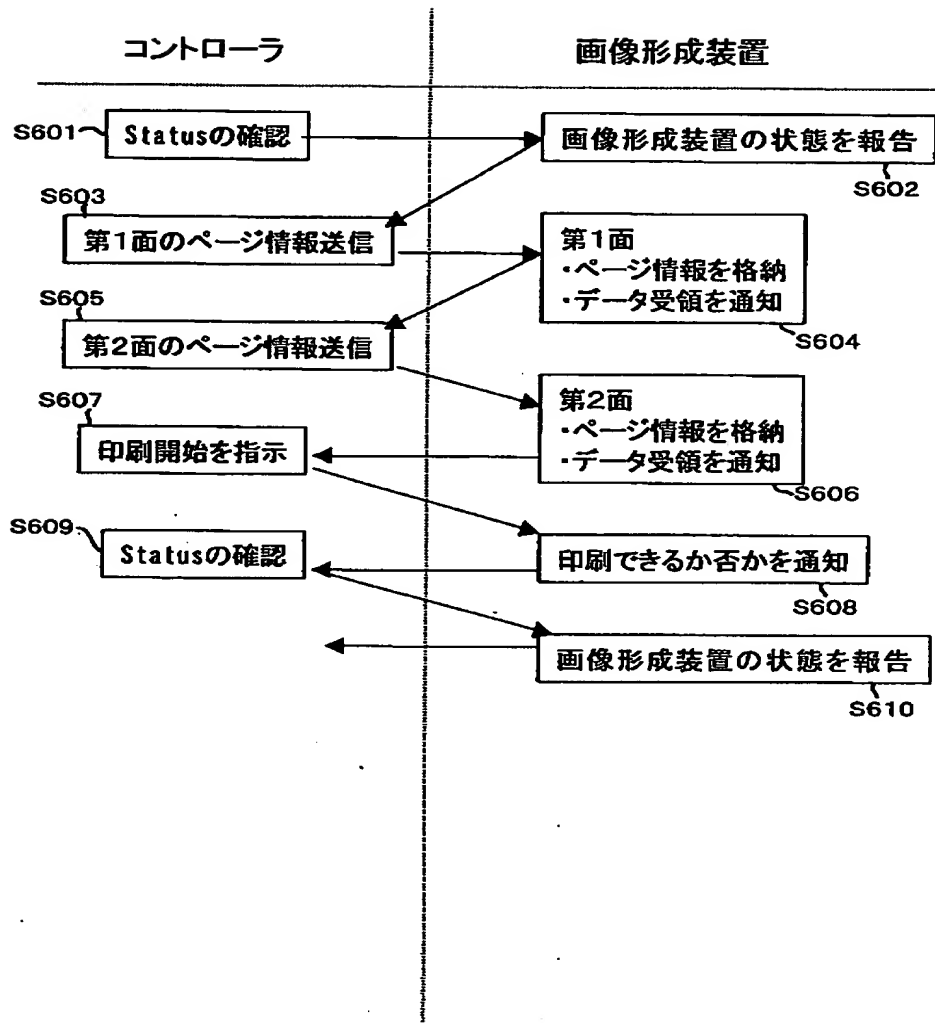 コントローラ
画像形成装置
S601
Statusの確認
画像形成装置の状態を報告
S602
S603
第1面のページ情報送信
第1面
・ページ情報を格納
・データ受領を通知
S604
S605
第2面のページ情報送信
第2面
・ページ情報を格納
・データ受領を通知
S606
S607
印刷開始を指示
印刷できるか否かを通知
S608
S609
Statusの確認
画像形成装置の状態を報告
S610